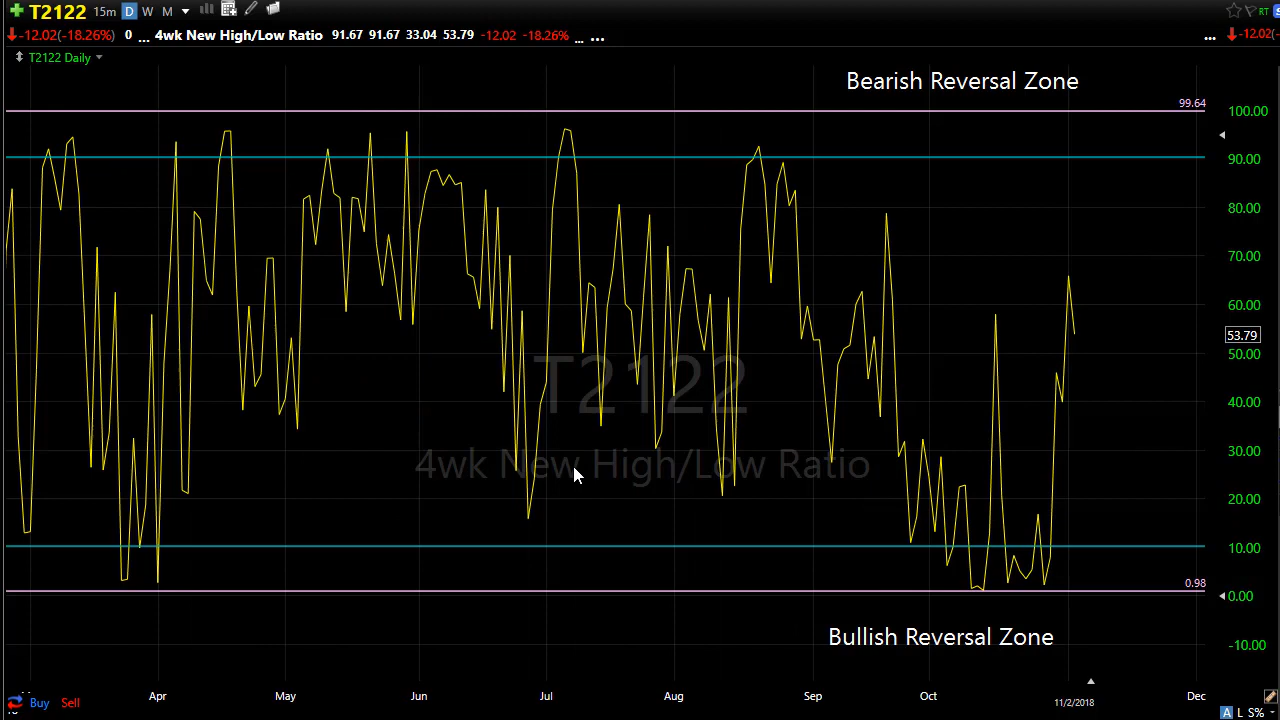 T2122 15m D W M RT
-12.02(-18.26%) 0 ... 4wk New High/Low Ratio 91.67 91.67 33.04 53.79 -12.02 -18.26% ... ... ... -12.02(-
T2122 Daily
Bearish Reversal Zone
99.64
100.00
90.00
80.00
70.00
60.00
53.79
50.00
T2122
40.00
30.00
4wk New High/Low Ratio
20.00
10.00
0.98
0.00
Bullish Reversal Zone
-10.00
Apr May Jun Jul Aug Sep Oct 11/2/2018 Dec
Buy Sell
A L S%